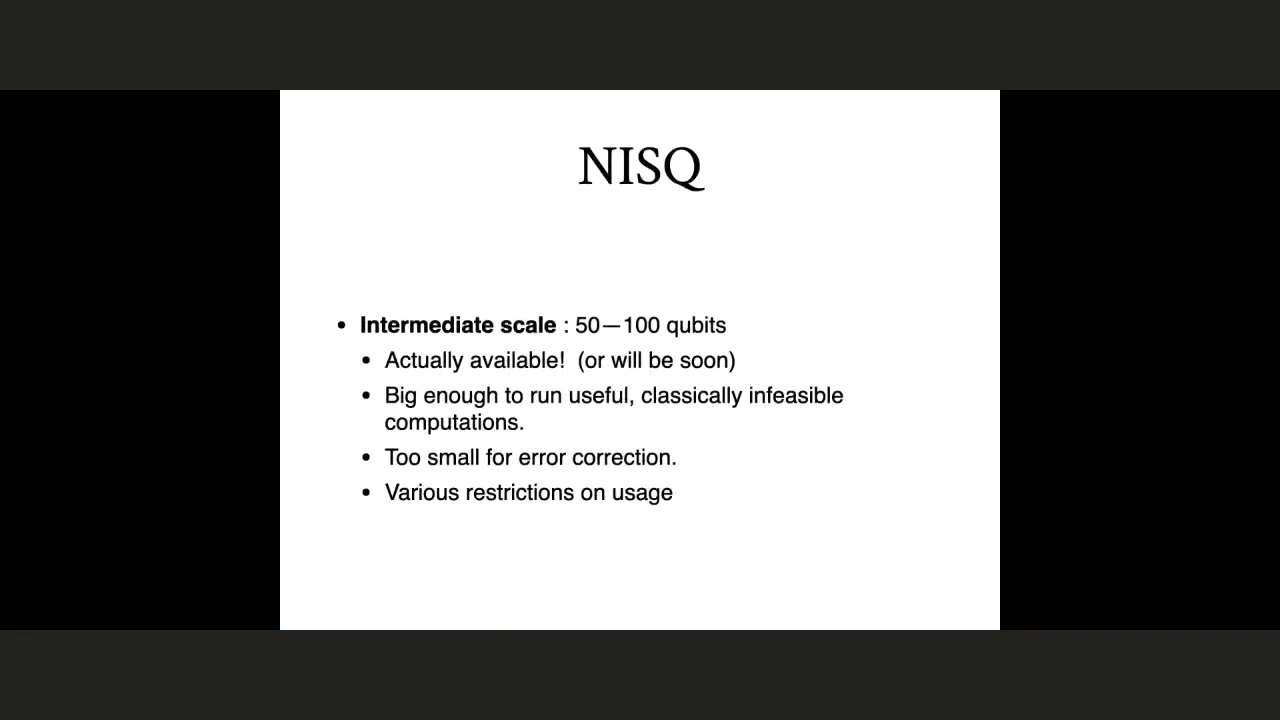 NISQ
• Intermediate scale : 50—100 qubits
• Actually available!  (or will be soon)
• Big enough to run useful, classically infeasible
computations.
• Too small for error correction.
• Various restrictions on usage